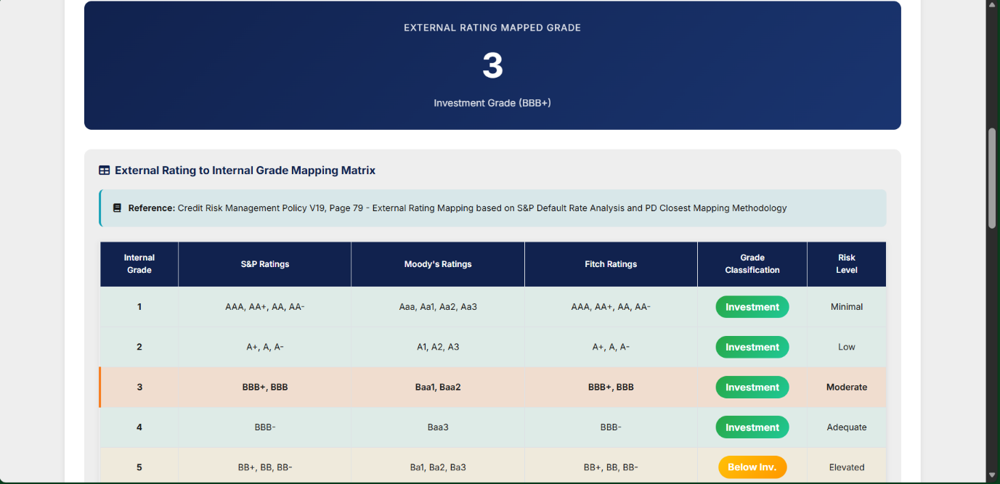 EXTERNAL RATING MAPPED GRADE
3
Investment Grade (BBB+)
External Rating to Internal Grade Mapping Matrix
Reference: Credit Risk Management Policy V19, Page 79 - External Rating Mapping based on S&P Default Rate Analysis and PD Closest Mapping Methodology
Internal Grade S&P Ratings Moody's Ratings Fitch Ratings Grade Classification Risk Level
1 AAA, AA+, AA, AA- Aaa, Aa1, Aa2, Aa3 AAA, AA+, AA, AA- Investment Minimal
2 A+, A, A- A1, A2, A3 A+, A, A- Investment Low
3 BBB+, BBB Baa1, Baa2 BBB+, BBB Investment Moderate
4 BBB- Baa3 BBB- Investment Adequate
5 BB+, BB, BB- Ba1, Ba2, Ba3 BB+, BB, BB- Below Inv. Elevated